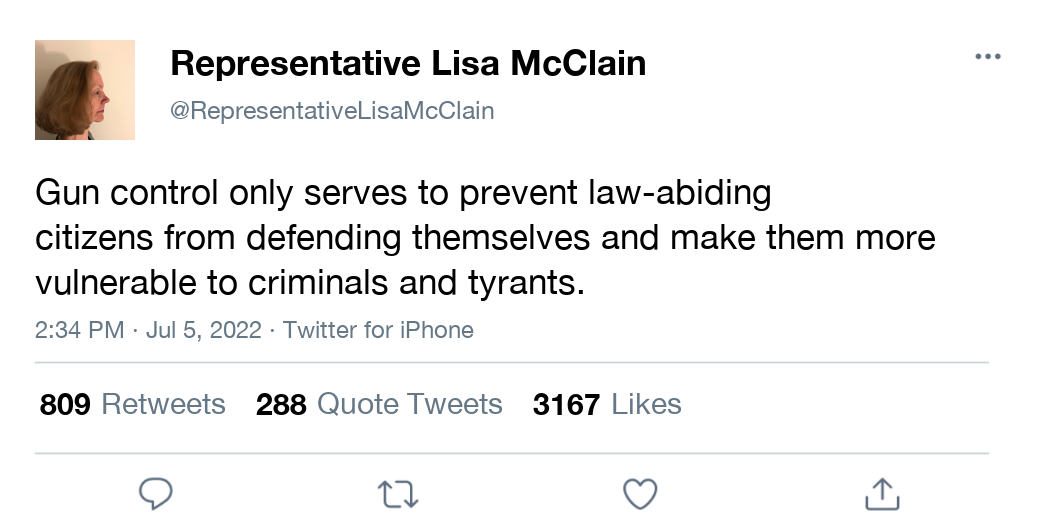 Representative Lisa McClain
@RepresentativeLisaMcClain
Gun control only serves to prevent law-abiding
citizens from defending themselves and make them more
vulnerable to criminals and tyrants.
2:34 PM · Jul 5, 2022 · Twitter for iPhone
809 Retweets 288 Quote Tweets 3167 Likes